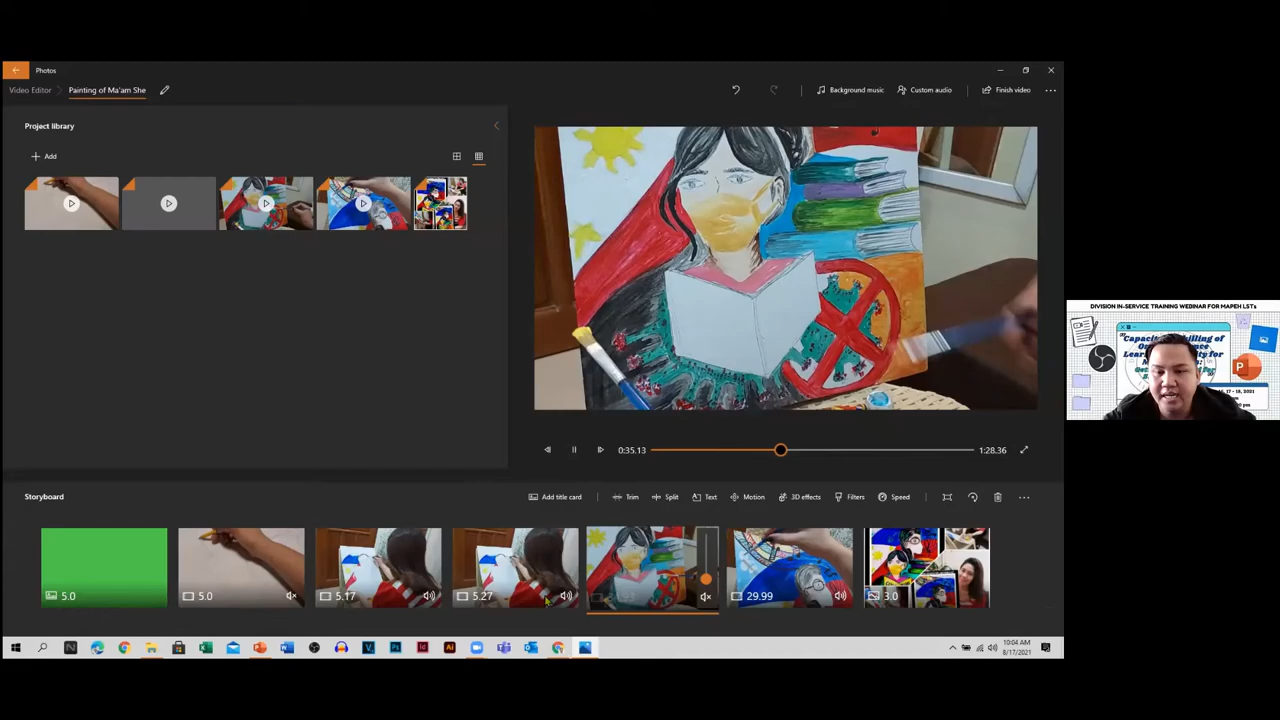 Photos
Video Editor Painting of Ma'am She
Background music Custom audio Finish video
Project library
Add
0:35.13 1:28.36
Storyboard
Add title card Trim Split Text Motion 3D effects Filters Speed
5.0 5.0 5.17 5.27 29.99 3.0
10:04 AM
8/17/2021
DIVISION IN-SERVICE TRAINING WEBINAR FOR MAPEH LSTs